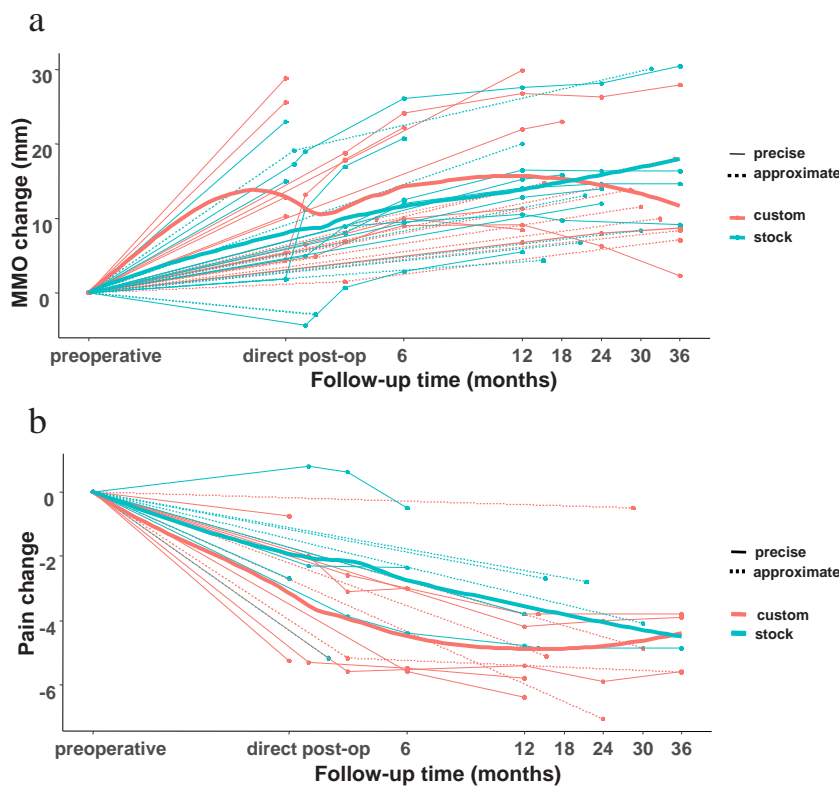 a
MMO change (mm)
30
20
10
0
preoperative
direct post-op
6
12
18
24
30
36
Follow-up time (months)
precise
approximate
custom
stock
b
Pain change
0
-2
-4
-6
preoperative
direct post-op
6
12
18
24
30
36
Follow-up time (months)
precise
approximate
custom
stock